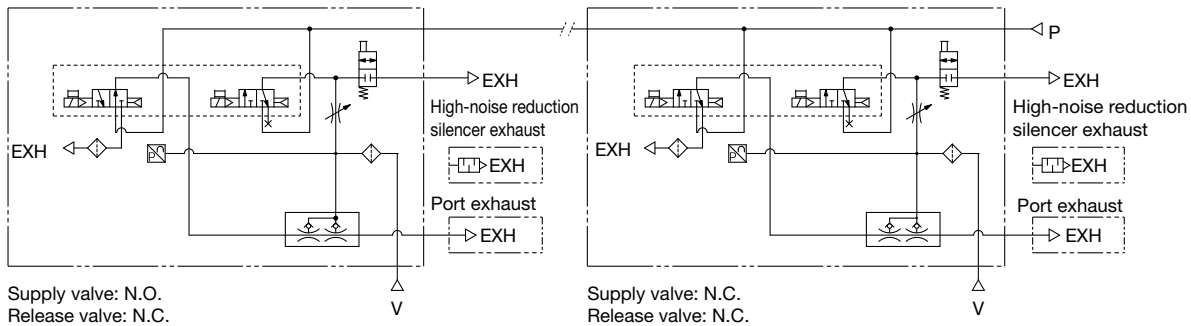 P
EXH
High-noise reduction
silencer exhaust
EXH
P
EXH
Port exhaust
EXH
V
Supply valve: N.O.
Release valve: N.C.
EXH
High-noise reduction
silencer exhaust
EXH
P
EXH
Port exhaust
EXH
V
Supply valve: N.C.
Release valve: N.C.